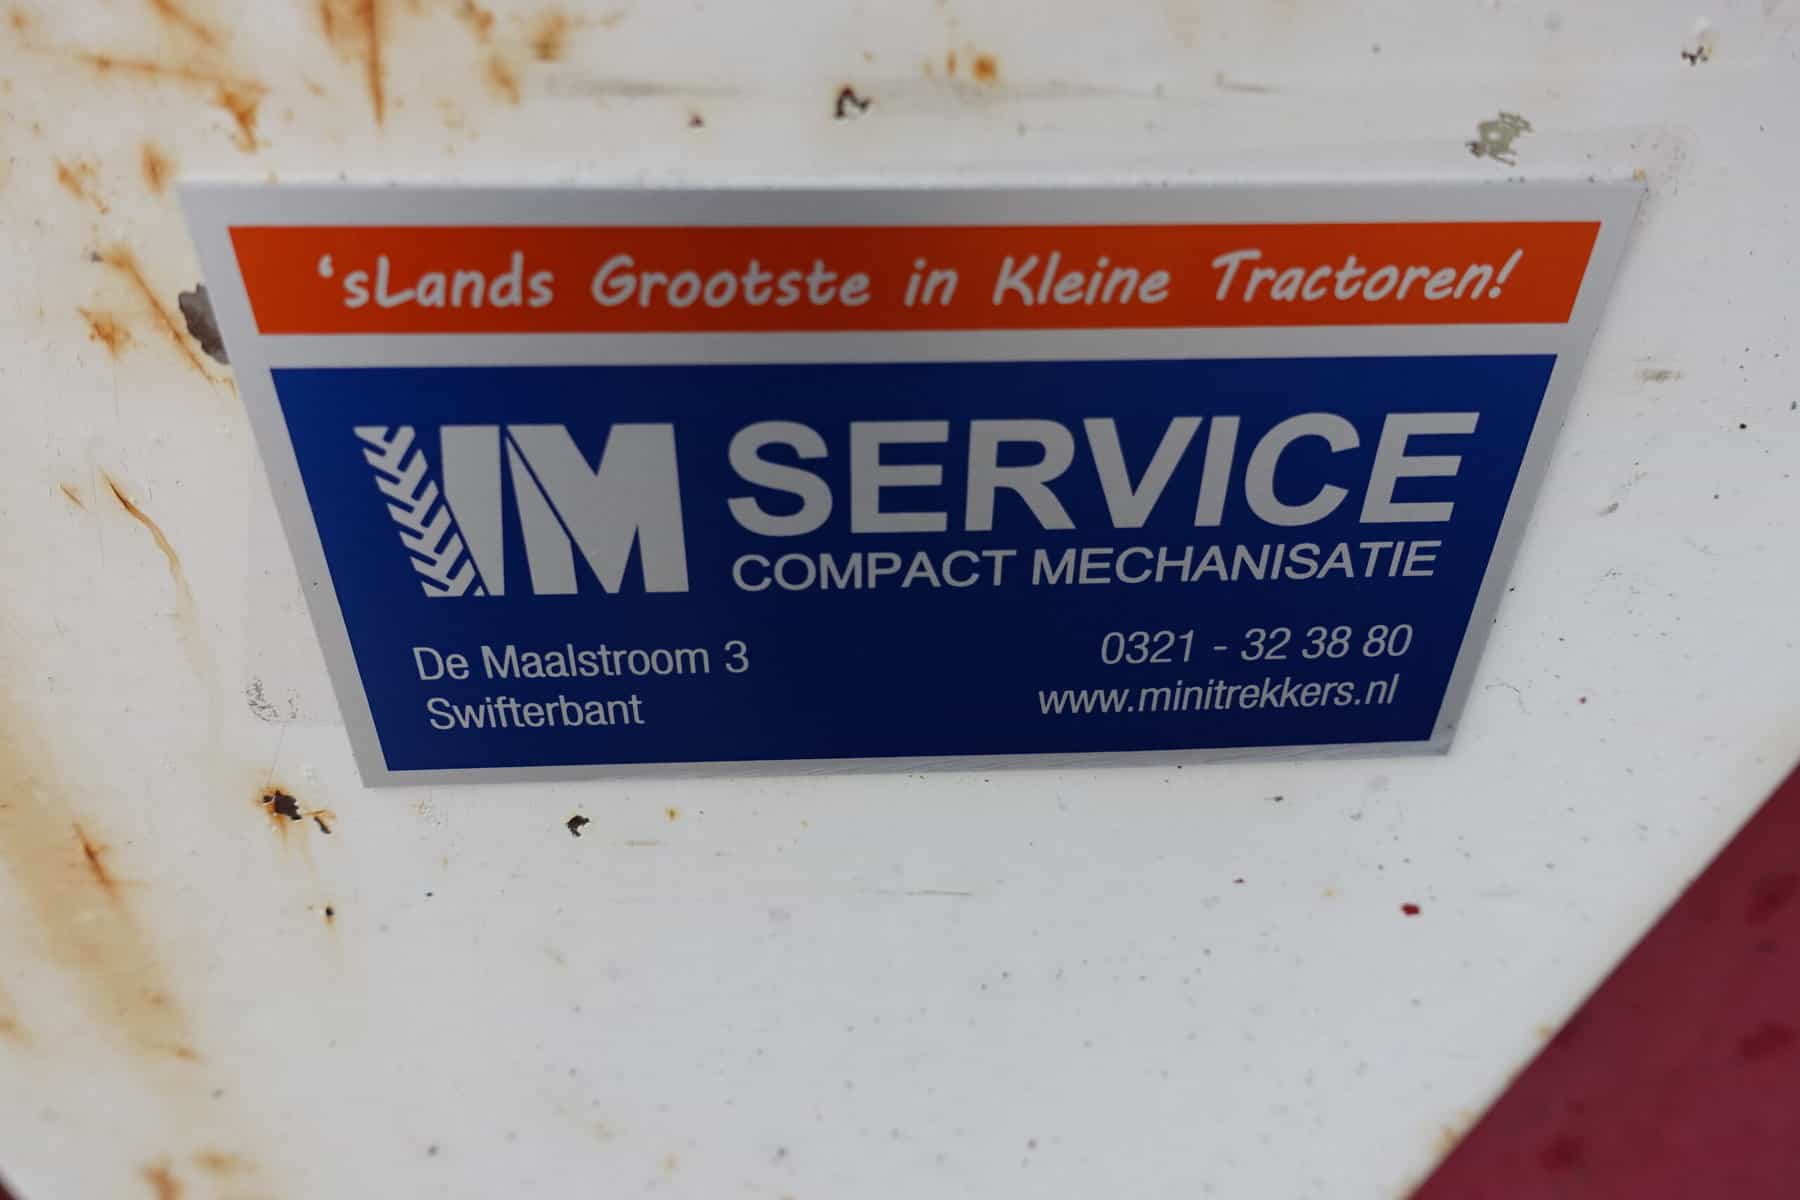 ‘sLands Grootste in Kleine Tractoren!
IM SERVICE
COMPACT MECHANISATIE
De Maalstroom 3
Swifterbant
0321 - 32 38 80
www.minitrekkers.nl